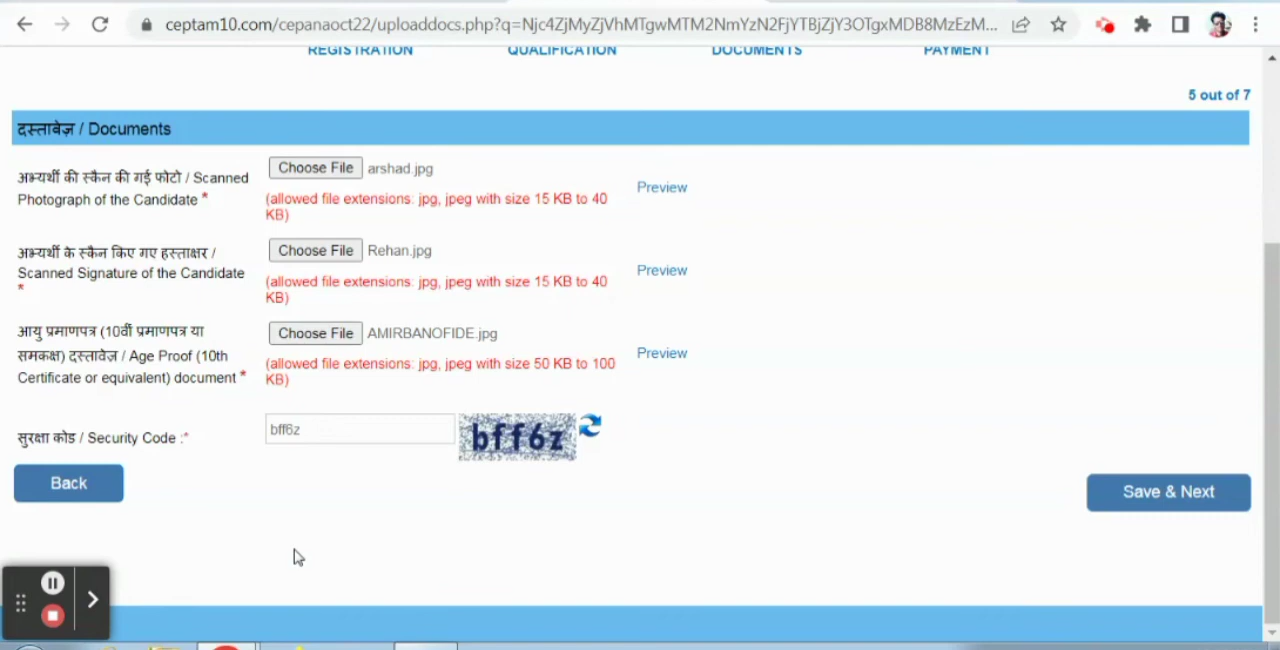 ceptam10.com/cepanaoct22/uploaddocs.php?q=Njc4ZjMyZjVhMTgwMTM2NmYzN2FjYTBjZjY3OTgxMDB8MzEzM...
REGISTRATION QUALIFICATION DOCUMENTS PAYMENT
5 out of 7
दस्तावेज़ / Documents
अभ्यर्थी की स्कैन की गई फोटो / Scanned
Photograph of the Candidate *
Choose File arshad.jpg
(allowed file extensions: jpg, jpeg with size 15 KB to 40
KB)
Preview
अभ्यर्थी के स्कैन किए गए हस्ताक्षर /
Scanned Signature of the Candidate
*
Choose File Rehan.jpg
(allowed file extensions: jpg, jpeg with size 15 KB to 40
KB)
Preview
आयु प्रमाणपत्र (10वीं प्रमाणपत्र या
समकक्ष) दस्तावेज़ / Age Proof (10th
Certificate or equivalent) document *
Choose File AMIRBANOFIDE.jpg
(allowed file extensions: jpg, jpeg with size 50 KB to 100
KB)
Preview
सुरक्षा कोड / Security Code :*
bff6z
bff6z
Back
Save & Next